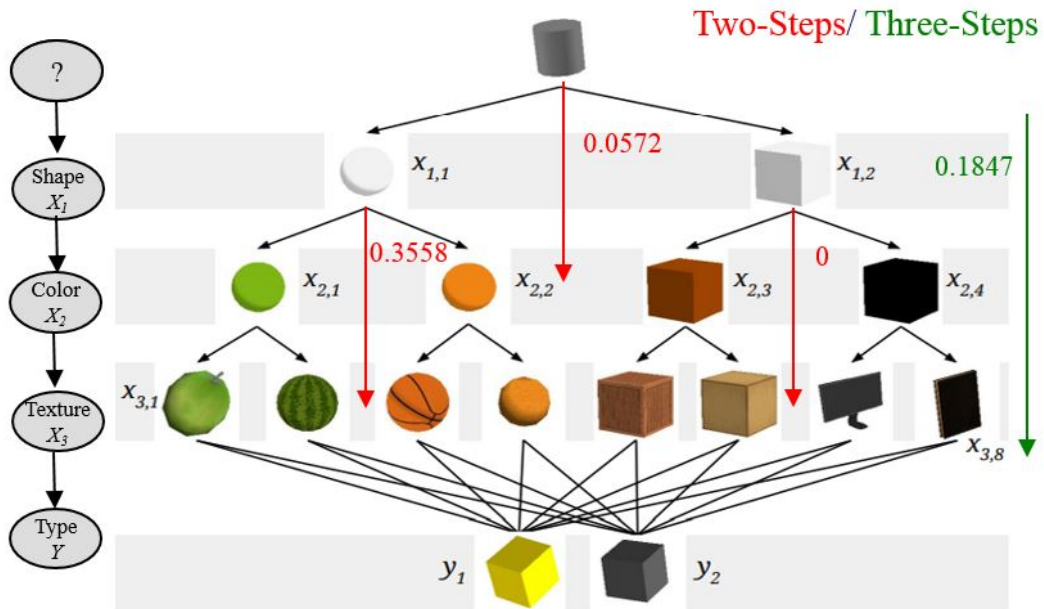 Two-Steps/ Three-Steps
?
0.0572
Shape
X1
x1,1
x1,2
0.1847
0.3558
0
Color
X2
x2,1
x2,2
x2,3
x2,4
Texture
X3
x3,1
x3,8
Type
Y
y1
y2